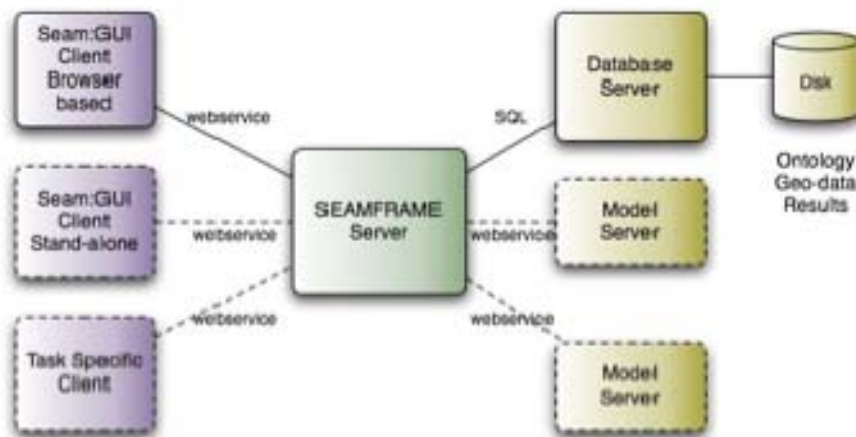 Seam:GUI
Client
Browser
based
webservice
SQL
Database
Server
Disk
Ontology
Geo-data
Results
Seam:GUI
Client
Stand-alone
webservice
SEAMFRAME
Server
webservice
Model
Server
Task Specific
Client
webservice
webservice
Model
Server